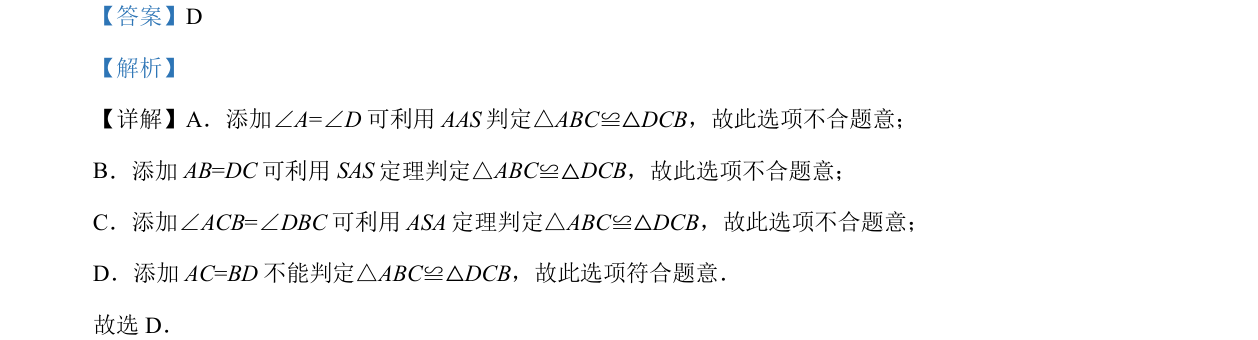 【答案】D
【解析】
【详解】A．添加∠A=∠D 可利用 AAS 判定△ABC≌△DCB，故此选项不合题意；
B．添加 AB=DC 可利用 SAS 定理判定△ABC≌△DCB，故此选项不合题意；
C．添加∠ACB=∠DBC 可利用 ASA 定理判定△ABC≌△DCB，故此选项不合题意；
D．添加 AC=BD 不能判定△ABC≌△DCB，故此选项符合题意．
故选 D．